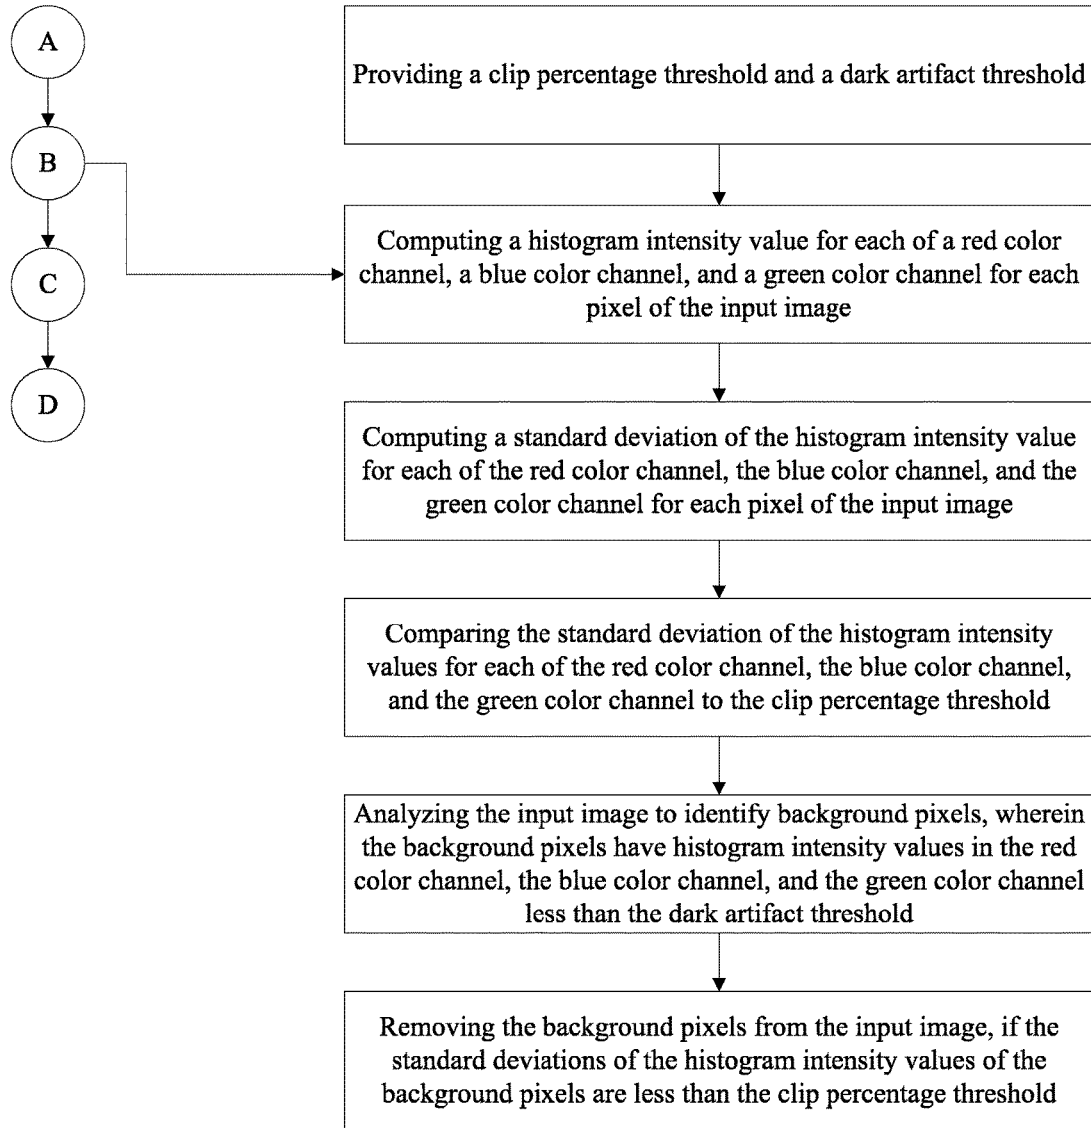 A
B
C
D
Providing a clip percentage threshold and a dark artifact threshold
Computing a histogram intensity value for each of a red color
channel, a blue color channel, and a green color channel for each
pixel of the input image
Computing a standard deviation of the histogram intensity value
for each of the red color channel, the blue color channel, and the
green color channel for each pixel of the input image
Comparing the standard deviation of the histogram intensity
values for each of the red color channel, the blue color channel,
and the green color channel to the clip percentage threshold
Analyzing the input image to identify background pixels, wherein
the background pixels have histogram intensity values in the red
color channel, the blue color channel, and the green color channel
less than the dark artifact threshold
Removing the background pixels from the input image, if the
standard deviations of the histogram intensity values of the
background pixels are less than the clip percentage threshold